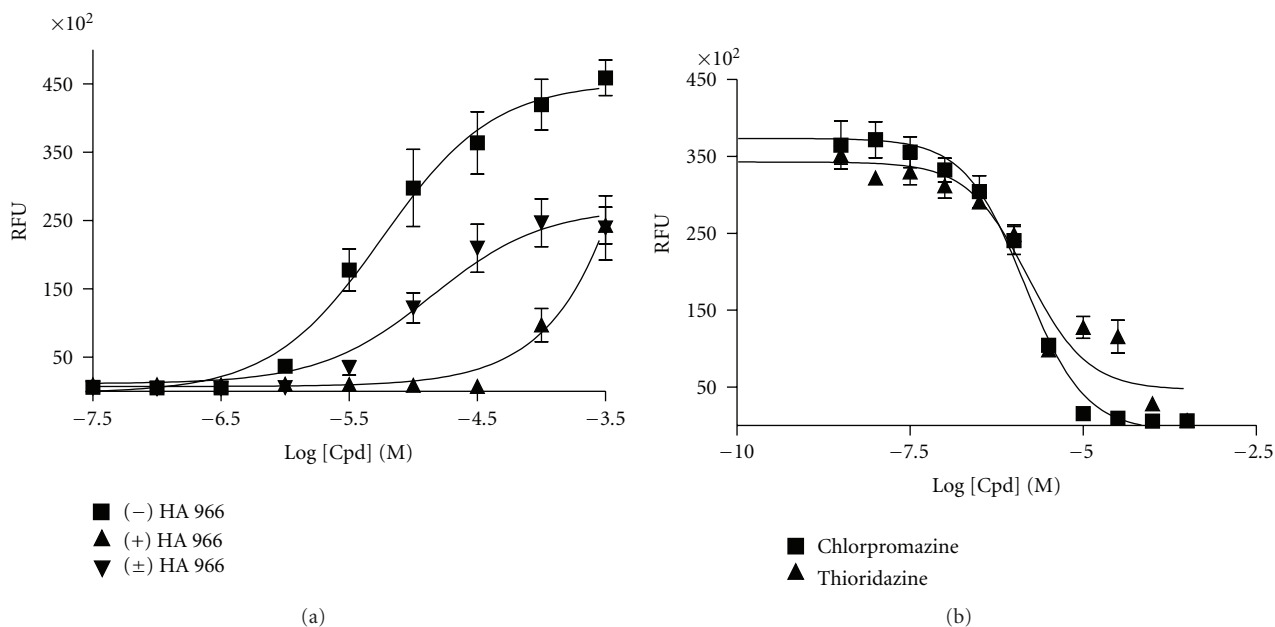 ×10²
450
350
250
150
50
RFU
−7.5 −6.5 −5.5 −4.5 −3.5
Log [Cpd] (M)
(−) HA 966
(+) HA 966
(±) HA 966
(a)
×10²
450
350
250
150
50
RFU
−10 −7.5 −5 −2.5
Log [Cpd] (M)
Chlorpromazine
Thioridazine
(b)